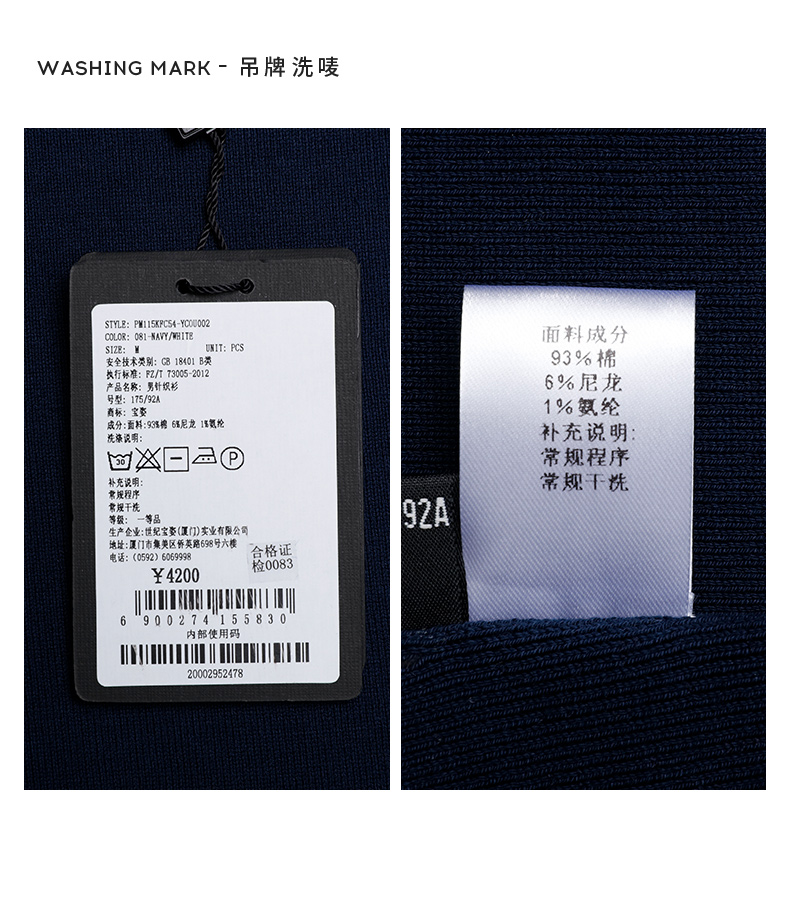 WASHING MARK - 吊牌洗唛
STYLE: PM115KPC54-YC00002
COLOR: 081-NAVY/WHITE
SIZE: M UNIT: PCS
安全技术类别: GB 18401 B类
执行标准: FZ/T 73005-2012
产品名称: 男针织衫
号型: 175/92A
商标: 宝姿
成分:面料:93%棉 6%尼龙 1%氨纶
洗涤说明:
30
P
补充说明:
常规程序
常规干洗
等级: 一等品
生产企业:世纪宝姿(厦门)实业有限公司
地址:厦门市集美区侨英路698号六楼
电话: (0592) 6069998
合格证
检0083
¥4200
6 900274 155830
内部使用码
20002952478
面料成分
93%棉
6%尼龙
1%氨纶
补充说明:
常规程序
常规干洗
92A